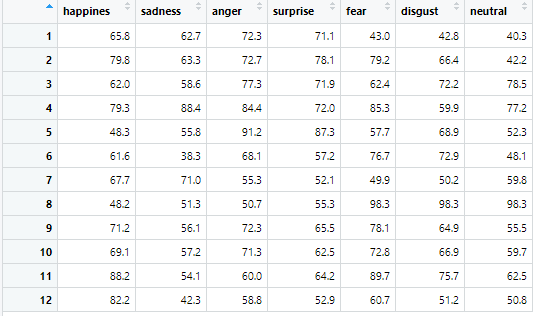 happines sadness anger surprise fear disgust neutral
1 65.8 62.7 72.3 71.1 43.0 42.8 40.3
2 79.8 63.3 72.7 78.1 79.2 66.4 42.2
3 62.0 58.6 77.3 71.9 62.4 72.2 78.5
4 79.3 88.4 84.4 72.0 85.3 59.9 77.2
5 48.3 55.8 91.2 87.3 57.7 68.9 52.3
6 61.6 38.3 68.1 57.2 76.7 72.9 48.1
7 67.7 71.0 55.3 52.1 49.9 50.2 59.8
8 48.2 51.3 50.7 55.3 98.3 98.3 98.3
9 71.2 56.1 72.3 65.5 78.1 64.9 55.5
10 69.1 57.2 71.3 62.5 72.8 66.9 59.7
11 88.2 54.1 60.0 64.2 89.7 75.7 62.5
12 82.2 42.3 58.8 52.9 60.7 51.2 50.8